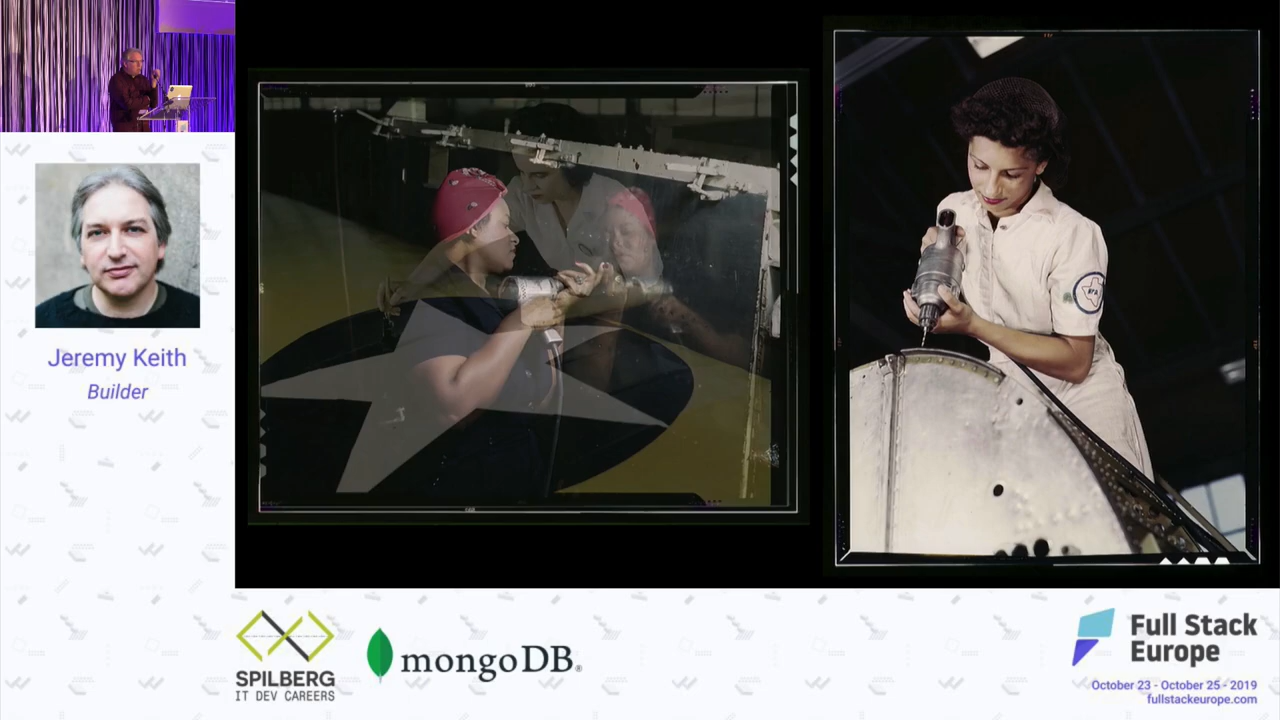 Jeremy Keith
Builder
SPILBERG
IT DEV CAREERS
mongoDB®
Full Stack
Europe
October 23 - October 25 - 2019
fullstackeurope.com